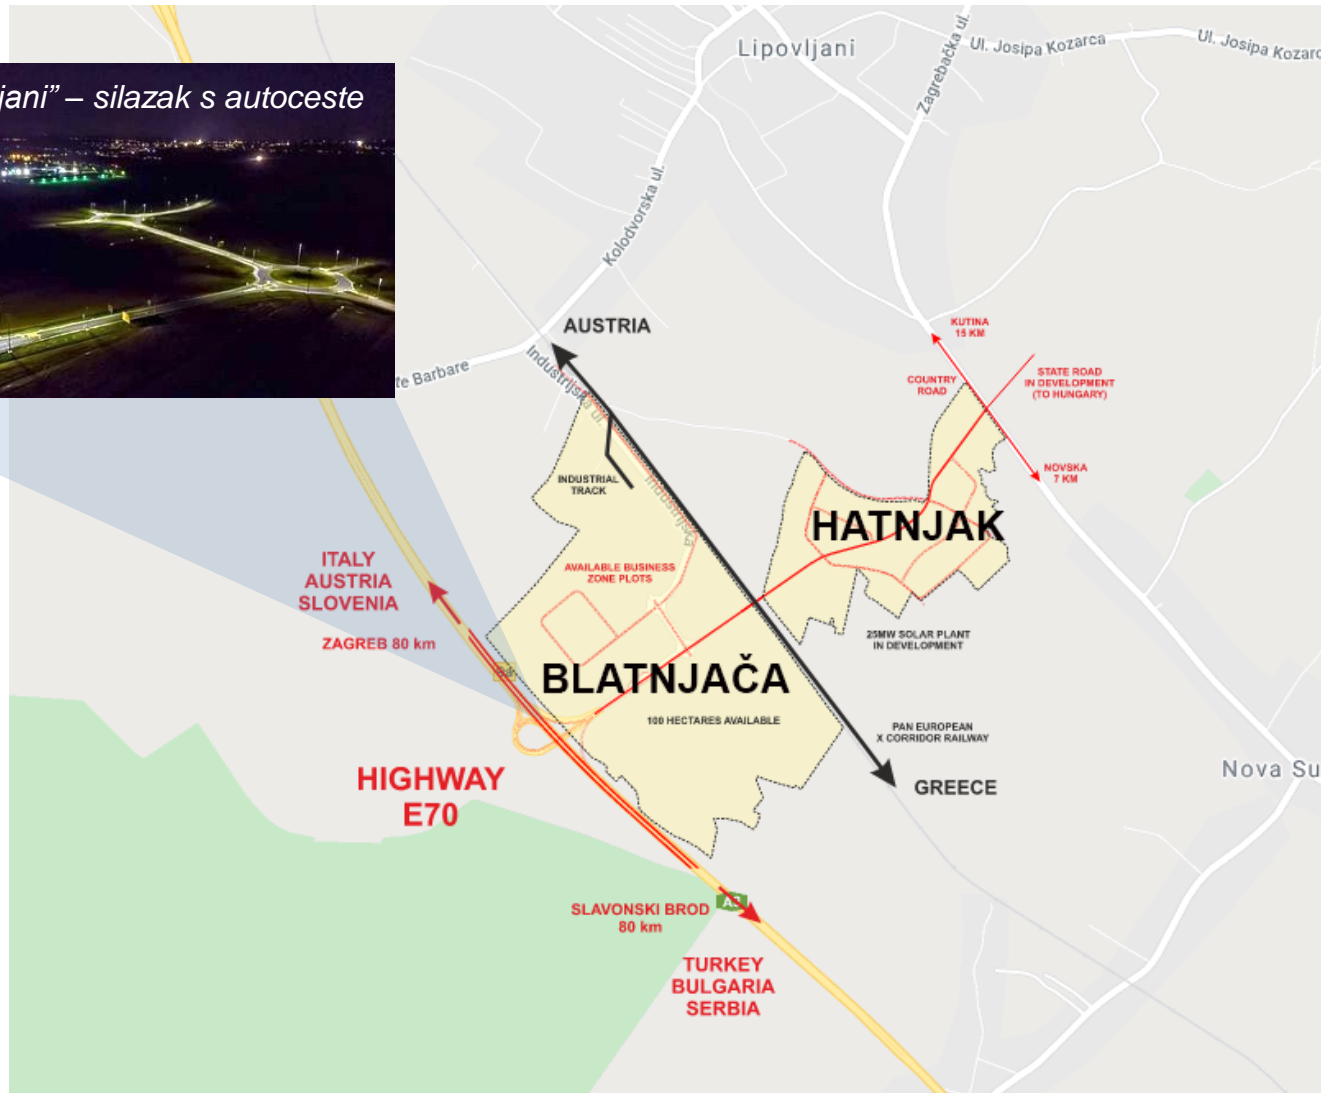 Lipovljani
Zagrebačka ul.
Ul. Josipa Kozarca
Ul. Josipa Kozarc
jani” – silazak s autoceste
Kolodvorska ul.
te Barbare
AUSTRIA
Industrijska ul.
Industrijska
KUTINA
15 KM
COUNTRY
ROAD
STATE ROAD
IN DEVELOPMENT
(TO HUNGARY)
NOVSKA
7 KM
INDUSTRIAL
TRACK
HATNJAK
AVAILABLE BUSINESS
ZONE PLOTS
ITALY
AUSTRIA
SLOVENIA
ZAGREB 80 km
25MW SOLAR PLANT
IN DEVELOPMENT
BLATNJAČA
100 HECTARES AVAILABLE
PAN EUROPEAN
X CORRIDOR RAILWAY
GREECE
Nova Su
HIGHWAY
E70
SLAVONSKI BROD
80 km
A3
TURKEY
BULGARIA
SERBIA